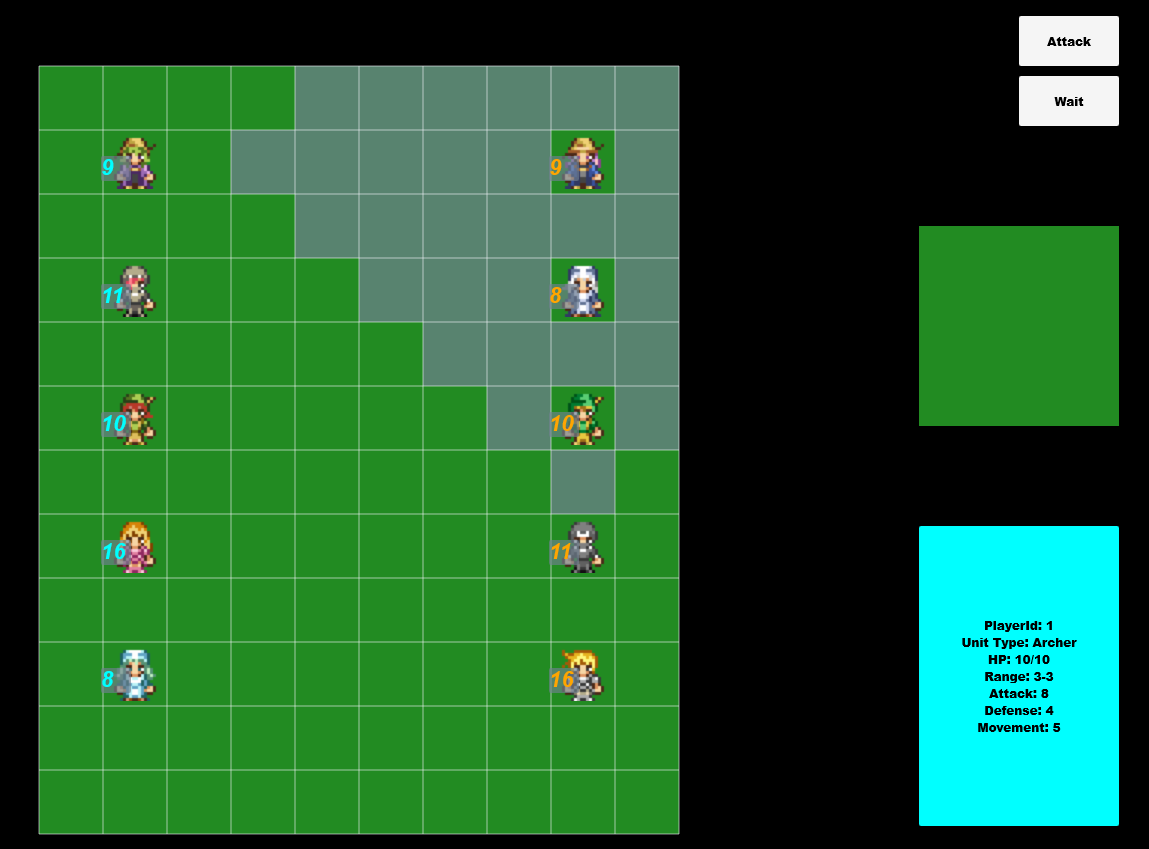 Attack
Wait
9 9
11 8
10 10
16 11
8 16
PlayerId: 1
Unit Type: Archer
HP: 10/10
Range: 3-3
Attack: 8
Defense: 4
Movement: 5